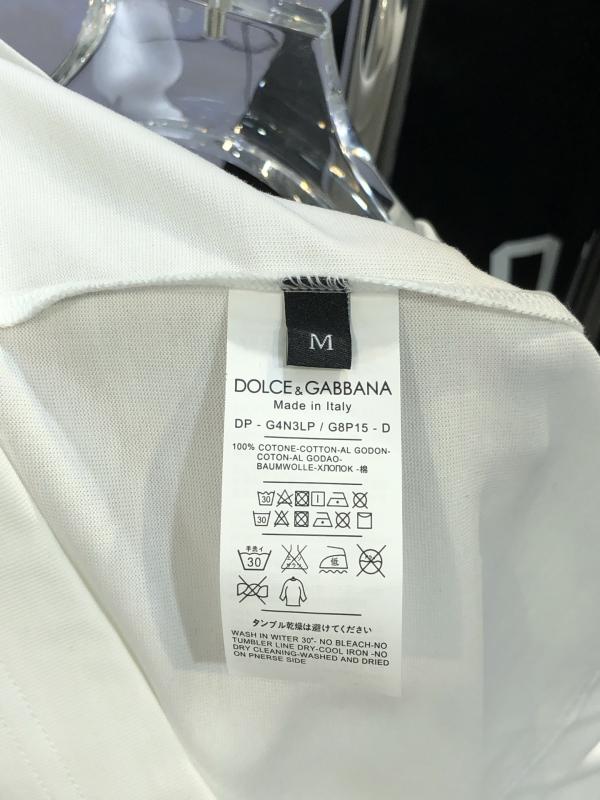 M
DOLCE & GABBANA
Made in Italy
DP - G4N3LP / G8P15 - D
100% COTONE-COTTON-AL GODON-
COTON-AL GODAO-
BAUMWOLLE-ХЛОПОК -棉
30
30
手洗イ
30
低
タンブル乾燥は避けてください
WASH IN WITER 30°- NO BLEACH-NO
TUMBLER LINE DRY-COOL IRON -NO
DRY CLEANING-WASHED AND DRIED
ON PNERSE SIDE